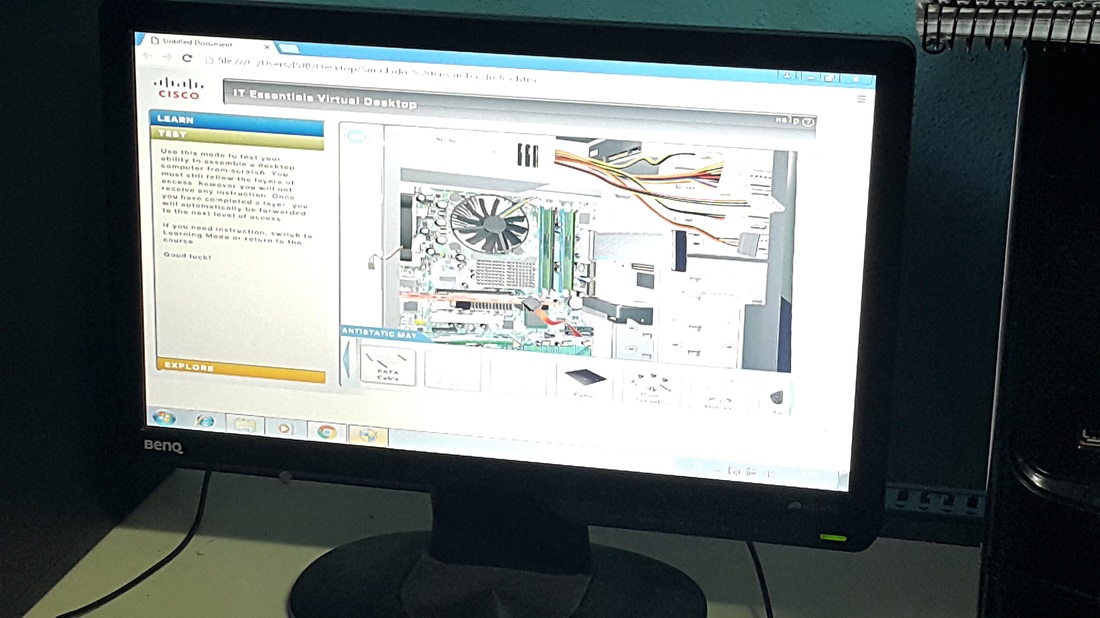 Untitled Document
CISCO
IT Essentials Virtual Desktop
Help
LEARN
TEST
Use this mode to test your
ability to assemble a desktop
computer from scratch. You
must still follow the layers of
access, however you will not
receive any instruction. Once
you have completed a layer, you
will automatically be forwarded
to the next level of access.
If you need instruction, switch to
Learning Mode or return to the
course.
Good luck!
ANTISTATIC MAT
PATA
Cable
EXPLORE
BenQ